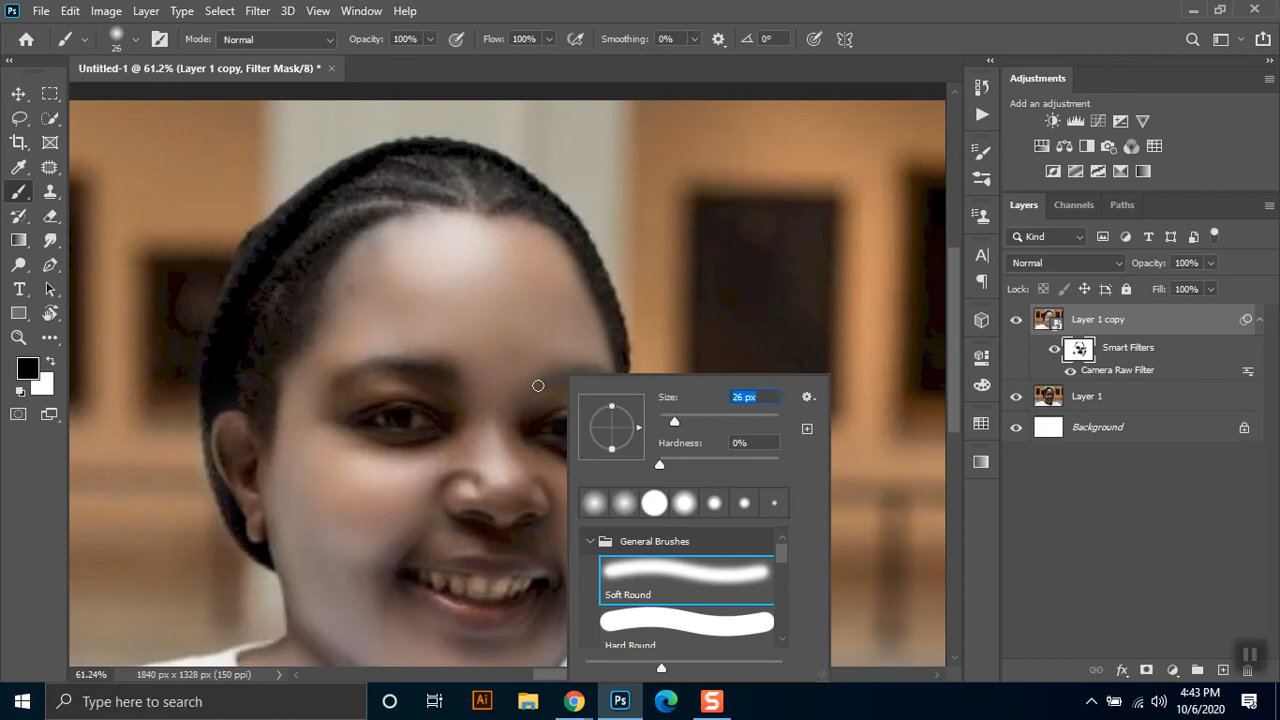 Ps File Edit Image Layer Type Select Filter 3D View Window Help
26 Mode: Normal Opacity: 100% Flow: 100% Smoothing: 0% 0°
Untitled-1 @ 61.2% (Layer 1 copy, Filter Mask/8) *
Adjustments
Add an adjustment
Layers Channels Paths
Kind
Normal Opacity: 100%
Lock: Fill: 100%
Layer 1 copy
Smart Filters
Camera Raw Filter
Layer 1
Background
Size: 26 px
Hardness: 0%
General Brushes
Soft Round
Hard Round
61.24% 1840 px x 1328 px (150 ppi)
Type here to search
Ai Ps S
4:43 PM
10/6/2020